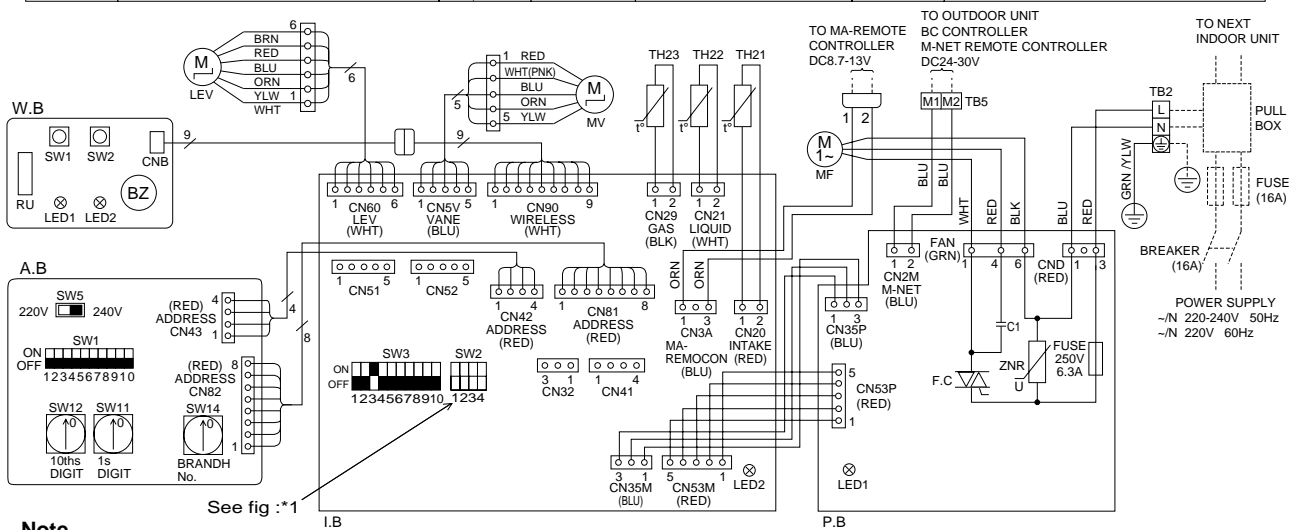 W.B
SW1
SW2
CNB
BZ
RU
LED1
LED2
6
BRN
RED
BLU
ORN
YLW
WHT
1
M
LEV
6
1
RED
WHT(PNK)
BLU
ORN
5
YLW
M
MV
5
9
9
TH23
TH22
TH21
t°
t°
t°
TO MA-REMOTE
CONTROLLER
DC8.7-13V
1 2
TO OUTDOOR UNIT
BC CONTROLLER
M-NET REMOTE CONTROLLER
DC24-30V
M1 M2
TB5
TO NEXT
INDOOR UNIT
TB2
L
N
PULL
BOX
GRN /YLW
FUSE
(16A)
BREAKER
(16A)
POWER SUPPLY
~/N 220-240V 50Hz
~/N 220V 60Hz
M
1~
MF
BLU
BLU
WHT
RED
BLK
BLU
RED
1 6
CN60
LEV
(WHT)
1 5
CN5V
VANE
(BLU)
1 9
CN90
WIRELESS
(WHT)
1 2
CN29
GAS
(BLK)
1 2
CN21
LIQUID
(WHT)
1 5
CN51
1 5
CN52
1 4
CN42
ADDRESS
(RED)
1 8
CN81
ADDRESS
(RED)
ORN
ORN
1 3
CN3A
MA-
REMOCON
(BLU)
1 2
CN20
INTAKE
(RED)
1 2
CN2M
M-NET
(BLU)
FAN
(GRN)
1 4 6
CND
(RED)
1 3
1 3
CN35P
(BLU)
C1
F.C
ZNR
U
FUSE
250V
6.3A
5
CN53P
(RED)
1
LED1
P.B
A.B
SW5
220V
240V
4
(RED)
ADDRESS
CN43
1
4
SW1
ON
OFF
12345678910
8
(RED)
ADDRESS
CN82
1
8
SW12
0
10ths
DIGIT
SW11
0
1s
DIGIT
SW14
0
BRANDH
No.
SW3
ON
OFF
12345678910
SW2
1234
3 1
CN32
1 4
CN41
See fig :*1
3 1
CN35M
(BLU)
5 1
CN53M
(RED)
LED2
I.B
Note